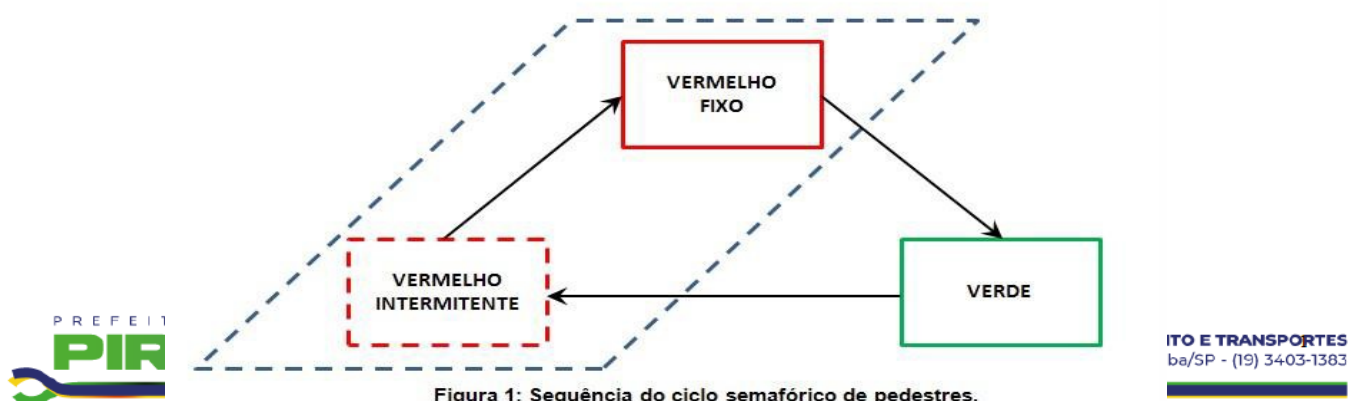 VERMELHO
FIXO
VERMELHO
INTERMITENTE
VERDE
PREFEIT
PIR
TO E TRANSPORTES
ba/SP - (19) 3403-1383
Figura 1: Sequência do ciclo semafórico de pedestres.